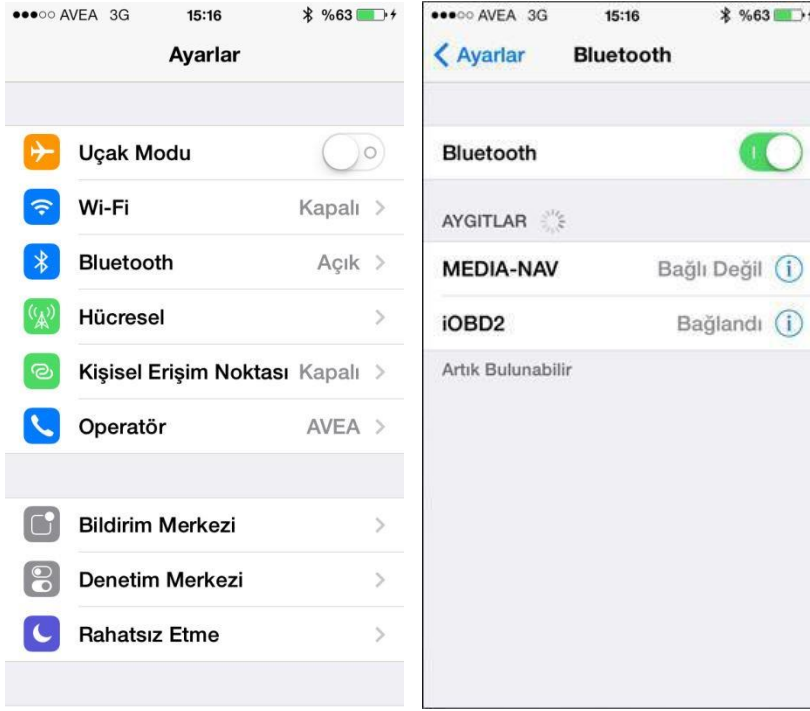 AVEA 3G 15:16 %63
Ayarlar
Uçak Modu
Wi-Fi Kapalı
Bluetooth Açık
Hücresel
Kişisel Erişim Noktası Kapalı
Operatör AVEA
Bildirim Merkezi
Denetim Merkezi
Rahatsız Etme
AVEA 3G 15:16 %63
Ayarlar Bluetooth
Bluetooth
AYGITLAR
MEDIA-NAV Bağlı Değil
iOBD2 Bağlandı
Artık Bulunabilir